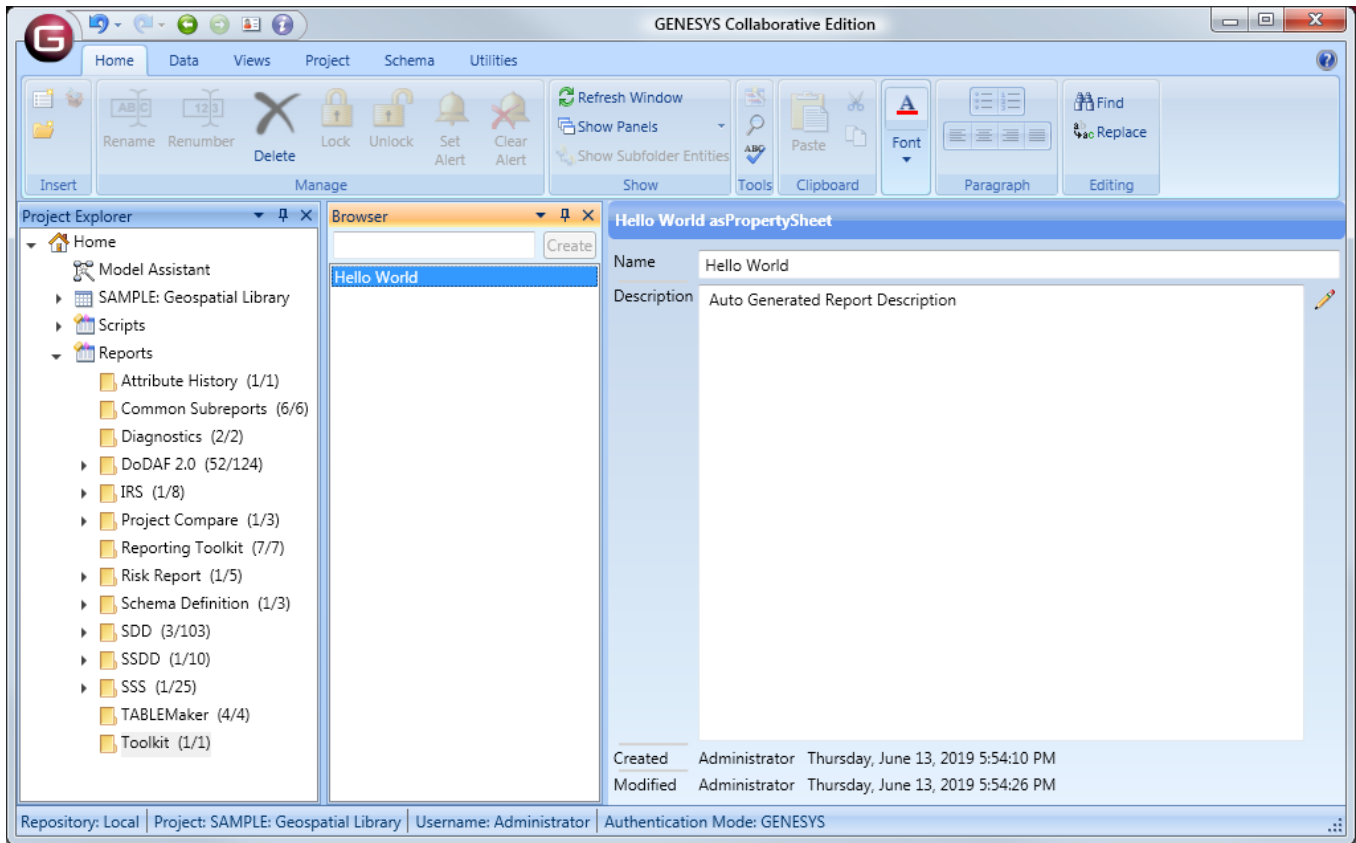 G
GENESYS Collaborative Edition
Home Data Views Project Schema Utilities
AB C Rename
12 3 Renumber
Delete
Lock
Unlock
Set Alert
Clear Alert
Refresh Window
Show Panels
Show Subfolder Entities
ABC
Paste
A Font
Find
Replace
Insert Manage Show Tools Clipboard Paragraph Editing
Project Explorer
Home
Model Assistant
SAMPLE: Geospatial Library
Scripts
Reports
Attribute History (1/1)
Common Subreports (6/6)
Diagnostics (2/2)
DoDAF 2.0 (52/124)
IRS (1/8)
Project Compare (1/3)
Reporting Toolkit (7/7)
Risk Report (1/5)
Schema Definition (1/3)
SDD (3/103)
SSDD (1/10)
SSS (1/25)
TABLEMaker (4/4)
Toolkit (1/1)
Browser
Create
Hello World
Hello World asPropertySheet
Name Hello World
Description Auto Generated Report Description
Created Administrator Thursday, June 13, 2019 5:54:10 PM
Modified Administrator Thursday, June 13, 2019 5:54:26 PM
Repository: Local Project: SAMPLE: Geospatial Library Username: Administrator Authentication Mode: GENESYS